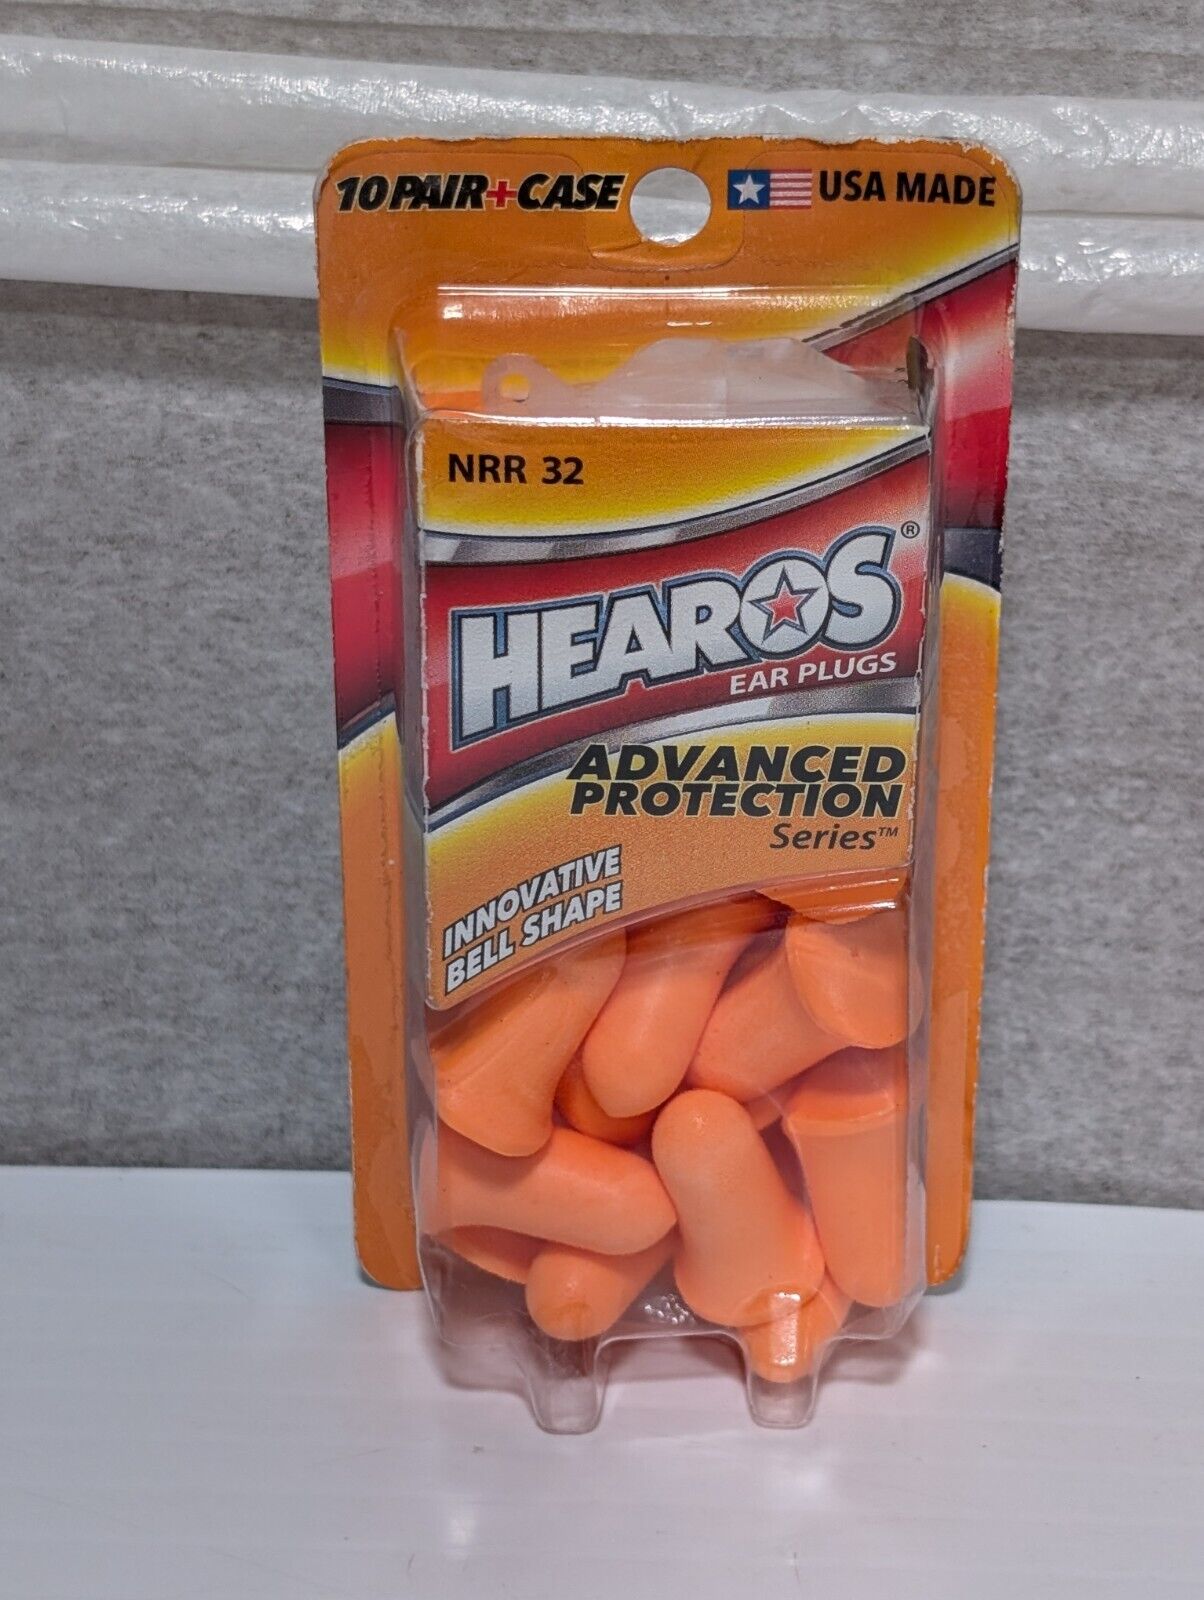 10 PAIR+CASE
USA MADE
NRR 32
HEAROS®
EAR PLUGS
ADVANCED
PROTECTION
Series™
INNOVATIVE
BELL SHAPE